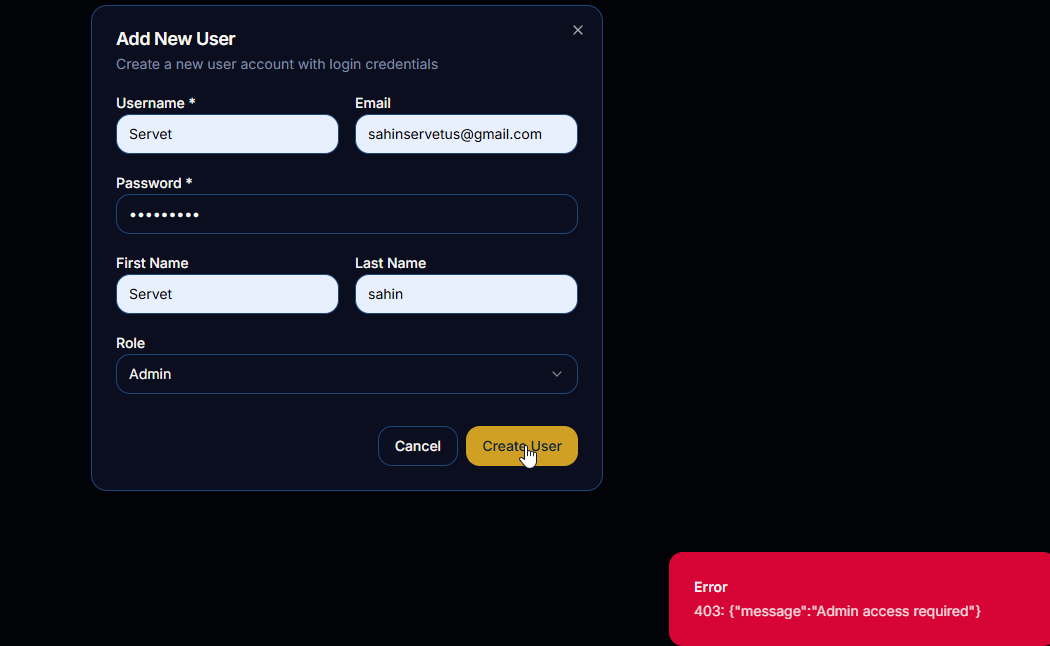 Add New User
Create a new user account with login credentials
Username * Email
Servet sahinservetus@gmail.com
Password *
•••••••••
First Name Last Name
Servet sahin
Role
Admin
Cancel Create User
Error
403: {"message":"Admin access required"}